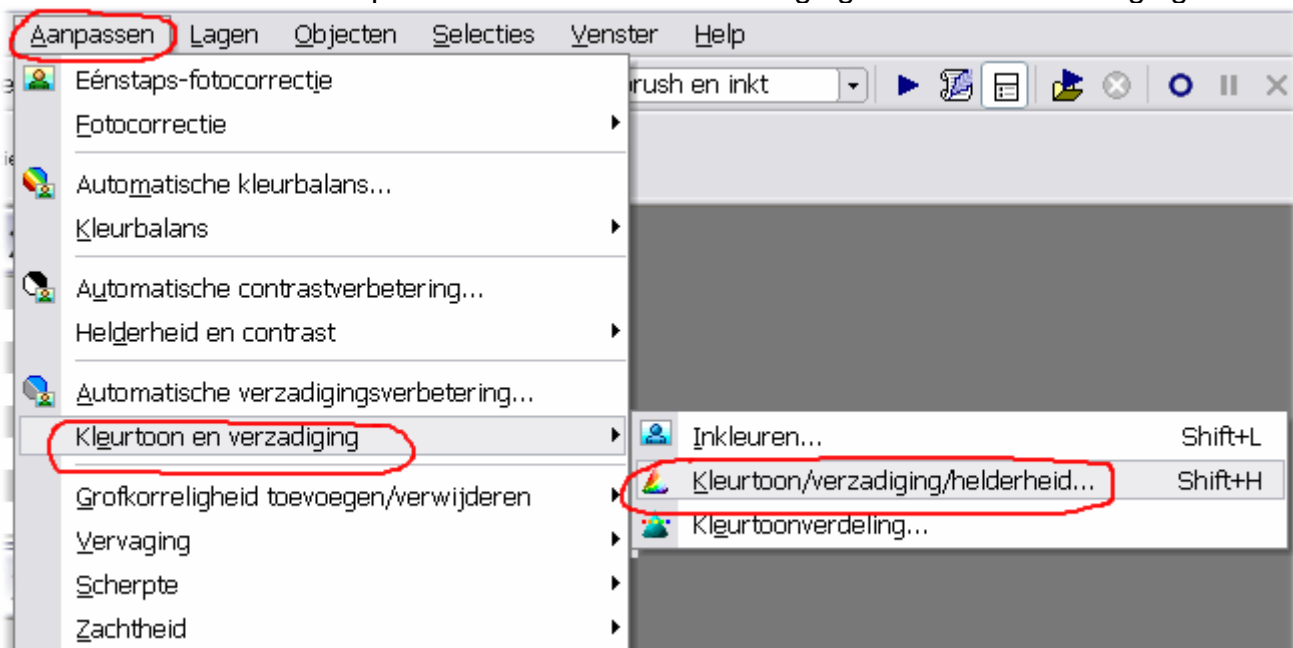 Aanpassen Lagen Objecten Selecties Venster Help
Eénstaps-fotocorrectie
rush en inkt
Fotocorrectie
Automatische kleurbalans...
Kleurbalans
Automatische contrastverbetering...
Helderheid en contrast
Automatische verzadigingsverbetering...
Kleurtoon en verzadiging
Inkleuren... Shift+L
Kleurtoon/verzadiging/helderheid... Shift+H
Kleurtoonverdeling...
Grofkorreligheid toevoegen/verwijderen
Vervaging
Scherpte
Zachtheid